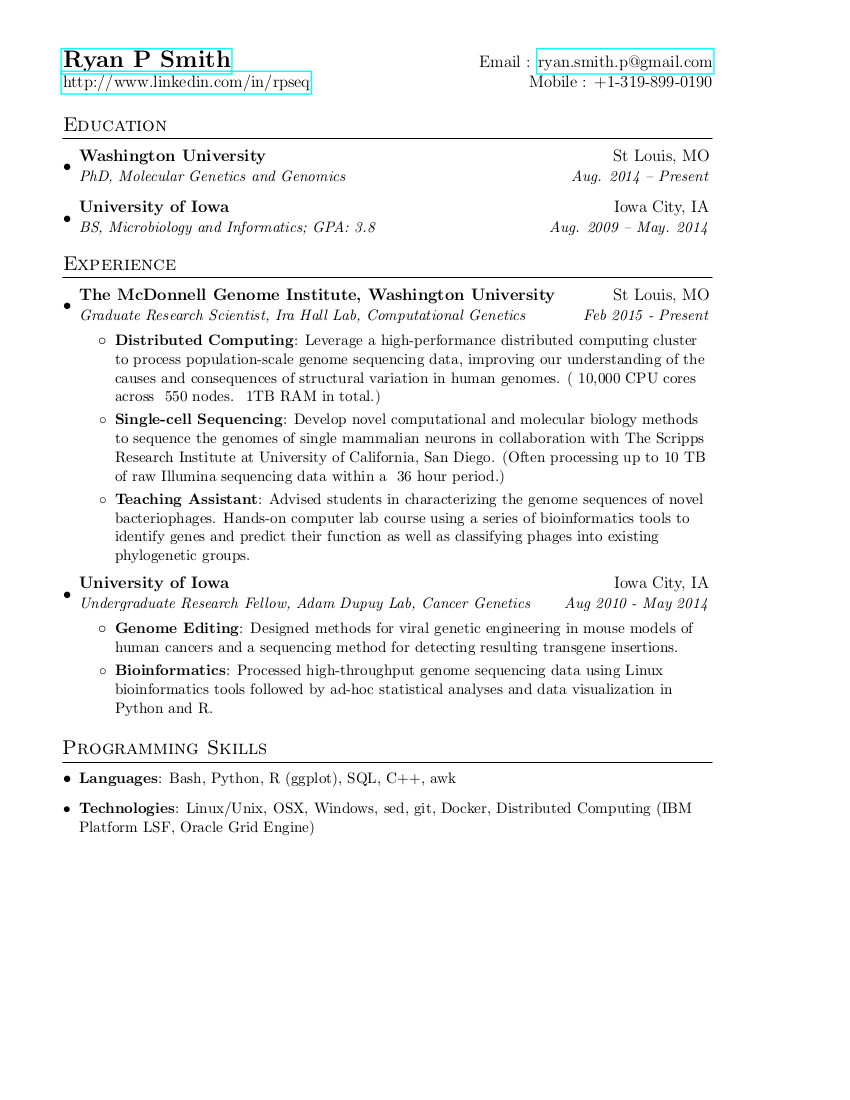 Ryan P Smith
Email : ryan.smith.p@gmail.com
http://www.linkedin.com/in/rpseq
Mobile : +1-319-899-0190
Education
• Washington University St Louis, MO
PhD, Molecular Genetics and Genomics Aug. 2014 – Present
• University of Iowa Iowa City, IA
BS, Microbiology and Informatics; GPA: 3.8 Aug. 2009 – May. 2014
Experience
• The McDonnell Genome Institute, Washington University St Louis, MO
Graduate Research Scientist, Ira Hall Lab, Computational Genetics Feb 2015 - Present
◦ Distributed Computing: Leverage a high-performance distributed computing cluster
to process population-scale genome sequencing data, improving our understanding of the
causes and consequences of structural variation in human genomes. ( 10,000 CPU cores
across 550 nodes. 1TB RAM in total.)
◦ Single-cell Sequencing: Develop novel computational and molecular biology methods
to sequence the genomes of single mammalian neurons in collaboration with The Scripps
Research Institute at University of California, San Diego. (Often processing up to 10 TB
of raw Illumina sequencing data within a 36 hour period.)
◦ Teaching Assistant: Advised students in characterizing the genome sequences of novel
bacteriophages. Hands-on computer lab course using a series of bioinformatics tools to
identify genes and predict their function as well as classifying phages into existing
phylogenetic groups.
• University of Iowa Iowa City, IA
Undergraduate Research Fellow, Adam Dupuy Lab, Cancer Genetics Aug 2010 - May 2014
◦ Genome Editing: Designed methods for viral genetic engineering in mouse models of
human cancers and a sequencing method for detecting resulting transgene insertions.
◦ Bioinformatics: Processed high-throughput genome sequencing data using Linux
bioinformatics tools followed by ad-hoc statistical analyses and data visualization in
Python and R.
Programming Skills
• Languages: Bash, Python, R (ggplot), SQL, C++, awk
• Technologies: Linux/Unix, OSX, Windows, sed, git, Docker, Distributed Computing (IBM
Platform LSF, Oracle Grid Engine)